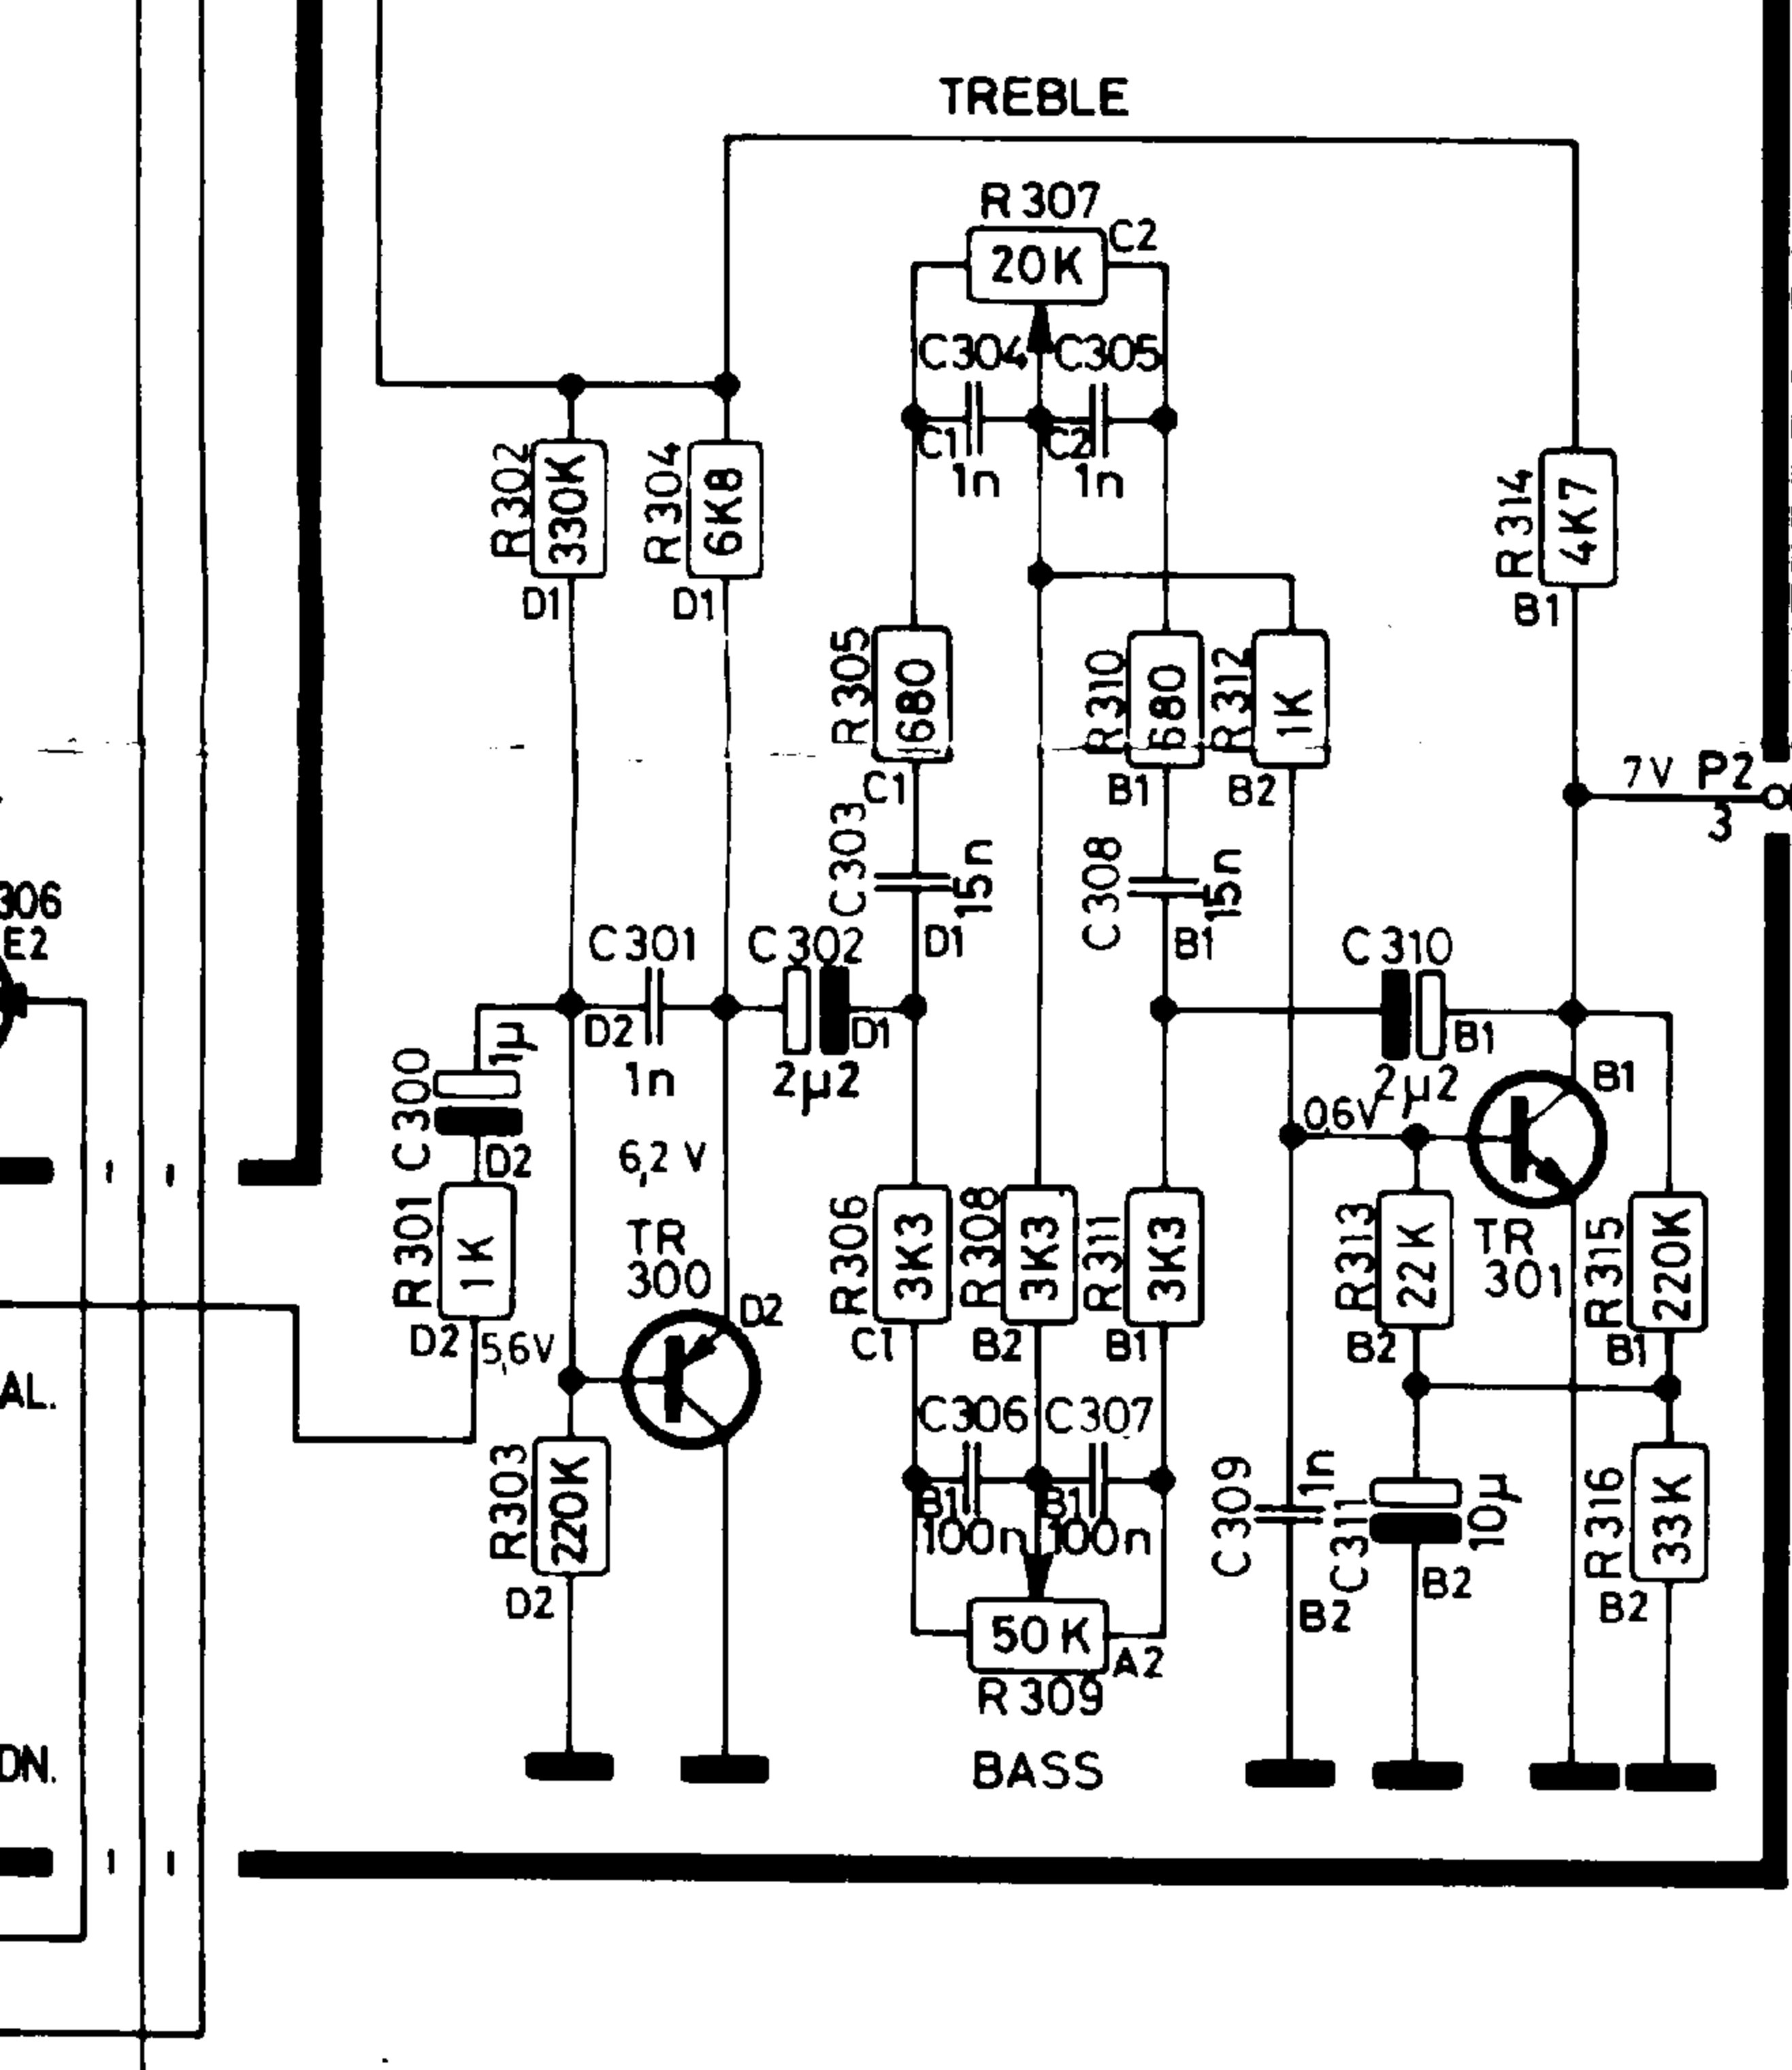 TREBLE
R307
20K
C2
C304
C305
C1
C2
1n
1n
R302
330K
D1
R304
6K8
D1
R314
4K7
B1
R305
680
C1
R310
680
B1
R312
1K
B2
7V
P2
3
C303
15n
D1
C308
15n
B1
306
E2
C301
D2
1n
C302
D1
2µ2
C310
B1
2µ2
C300
1µ
D2
06V
B1
6,2 V
R301
1K
D2
TR
300
D2
5,6V
R306
3K3
C1
R308
3K3
B2
R311
3K3
B1
R313
22K
B2
TR
301
R315
220K
B1
AL.
C306
C307
B1
B1
100n
100n
R303
220K
D2
C309
1n
B2
C311
10µ
B2
R316
33K
B2
50K
A2
R309
BASS
ON.